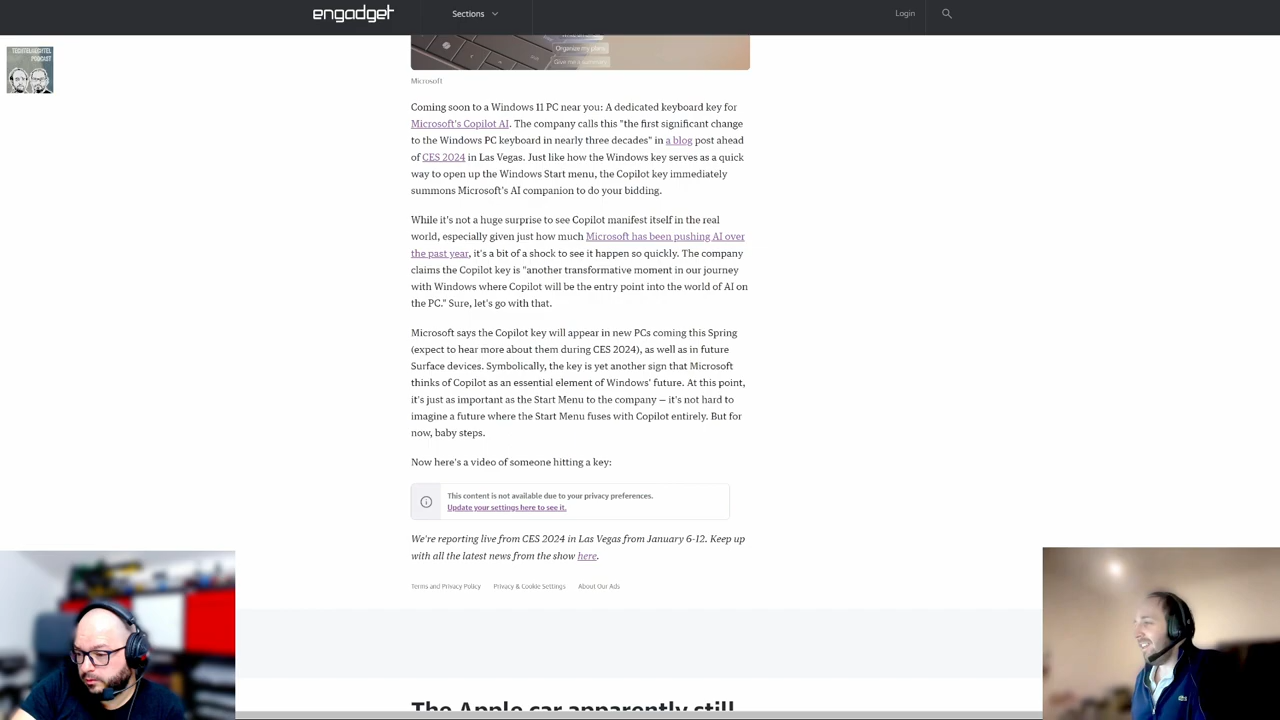 engadget
Sections
Login
TODITELSECHTEL
PODCAST
Organize my plans
Give me a summary
Microsoft
Coming soon to a Windows 11 PC near you: A dedicated keyboard key for
Microsoft's Copilot AI. The company calls this "the first significant change
to the Windows PC keyboard in nearly three decades" in a blog post ahead
of CES 2024 in Las Vegas. Just like how the Windows key serves as a quick
way to open up the Windows Start menu, the Copilot key immediately
summons Microsoft's AI companion to do your bidding.
While it's not a huge surprise to see Copilot manifest itself in the real
world, especially given just how much Microsoft has been pushing AI over
the past year, it's a bit of a shock to see it happen so quickly. The company
claims the Copilot key is "another transformative moment in our journey
with Windows where Copilot will be the entry point into the world of AI on
the PC." Sure, let's go with that.
Microsoft says the Copilot key will appear in new PCs coming this Spring
(expect to hear more about them during CES 2024), as well as in future
Surface devices. Symbolically, the key is yet another sign that Microsoft
thinks of Copilot as an essential element of Windows' future. At this point,
it's just as important as the Start Menu to the company — it's not hard to
imagine a future where the Start Menu fuses with Copilot entirely. But for
now, baby steps.
Now here's a video of someone hitting a key:
This content is not available due to your privacy preferences.
Update your settings here to see it.
We're reporting live from CES 2024 in Las Vegas from January 6-12. Keep up
with all the latest news from the show here.
Terms and Privacy Policy Privacy & Cookie Settings About Our Ads
The Apple car apparently still